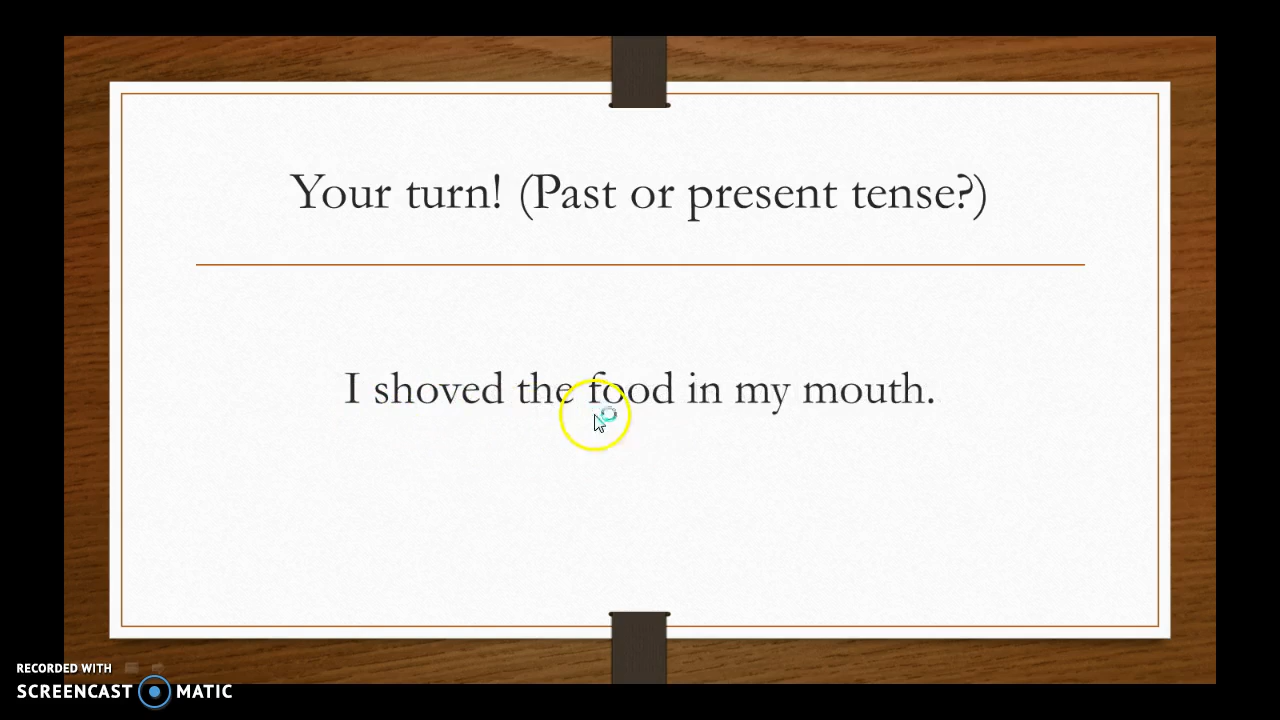 Your turn! (Past or present tense?)
I shoved the food in my mouth.
RECORDED WITH
SCREENCAST MATIC